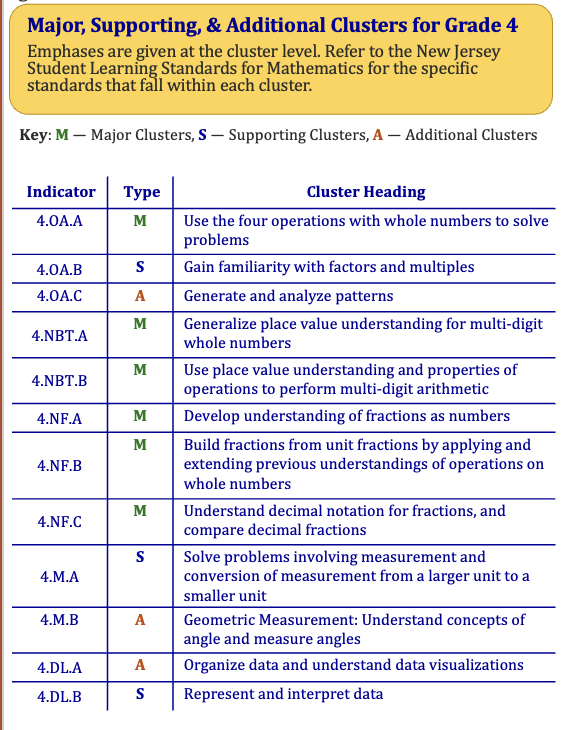 Major, Supporting, & Additional Clusters for Grade 4
Emphases are given at the cluster level. Refer to the New Jersey
Student Learning Standards for Mathematics for the specific
standards that fall within each cluster.
Key: M — Major Clusters, S — Supporting Clusters, A — Additional Clusters
Indicator Type Cluster Heading
4.OA.A M Use the four operations with whole numbers to solve
problems
4.OA.B S Gain familiarity with factors and multiples
4.OA.C A Generate and analyze patterns
4.NBT.A M Generalize place value understanding for multi-digit
whole numbers
4.NBT.B M Use place value understanding and properties of
operations to perform multi-digit arithmetic
4.NF.A M Develop understanding of fractions as numbers
4.NF.B M Build fractions from unit fractions by applying and
extending previous understandings of operations on
whole numbers
4.NF.C M Understand decimal notation for fractions, and
compare decimal fractions
4.M.A S Solve problems involving measurement and
conversion of measurement from a larger unit to a
smaller unit
4.M.B A Geometric Measurement: Understand concepts of
angle and measure angles
4.DL.A A Organize data and understand data visualizations
4.DL.B S Represent and interpret data